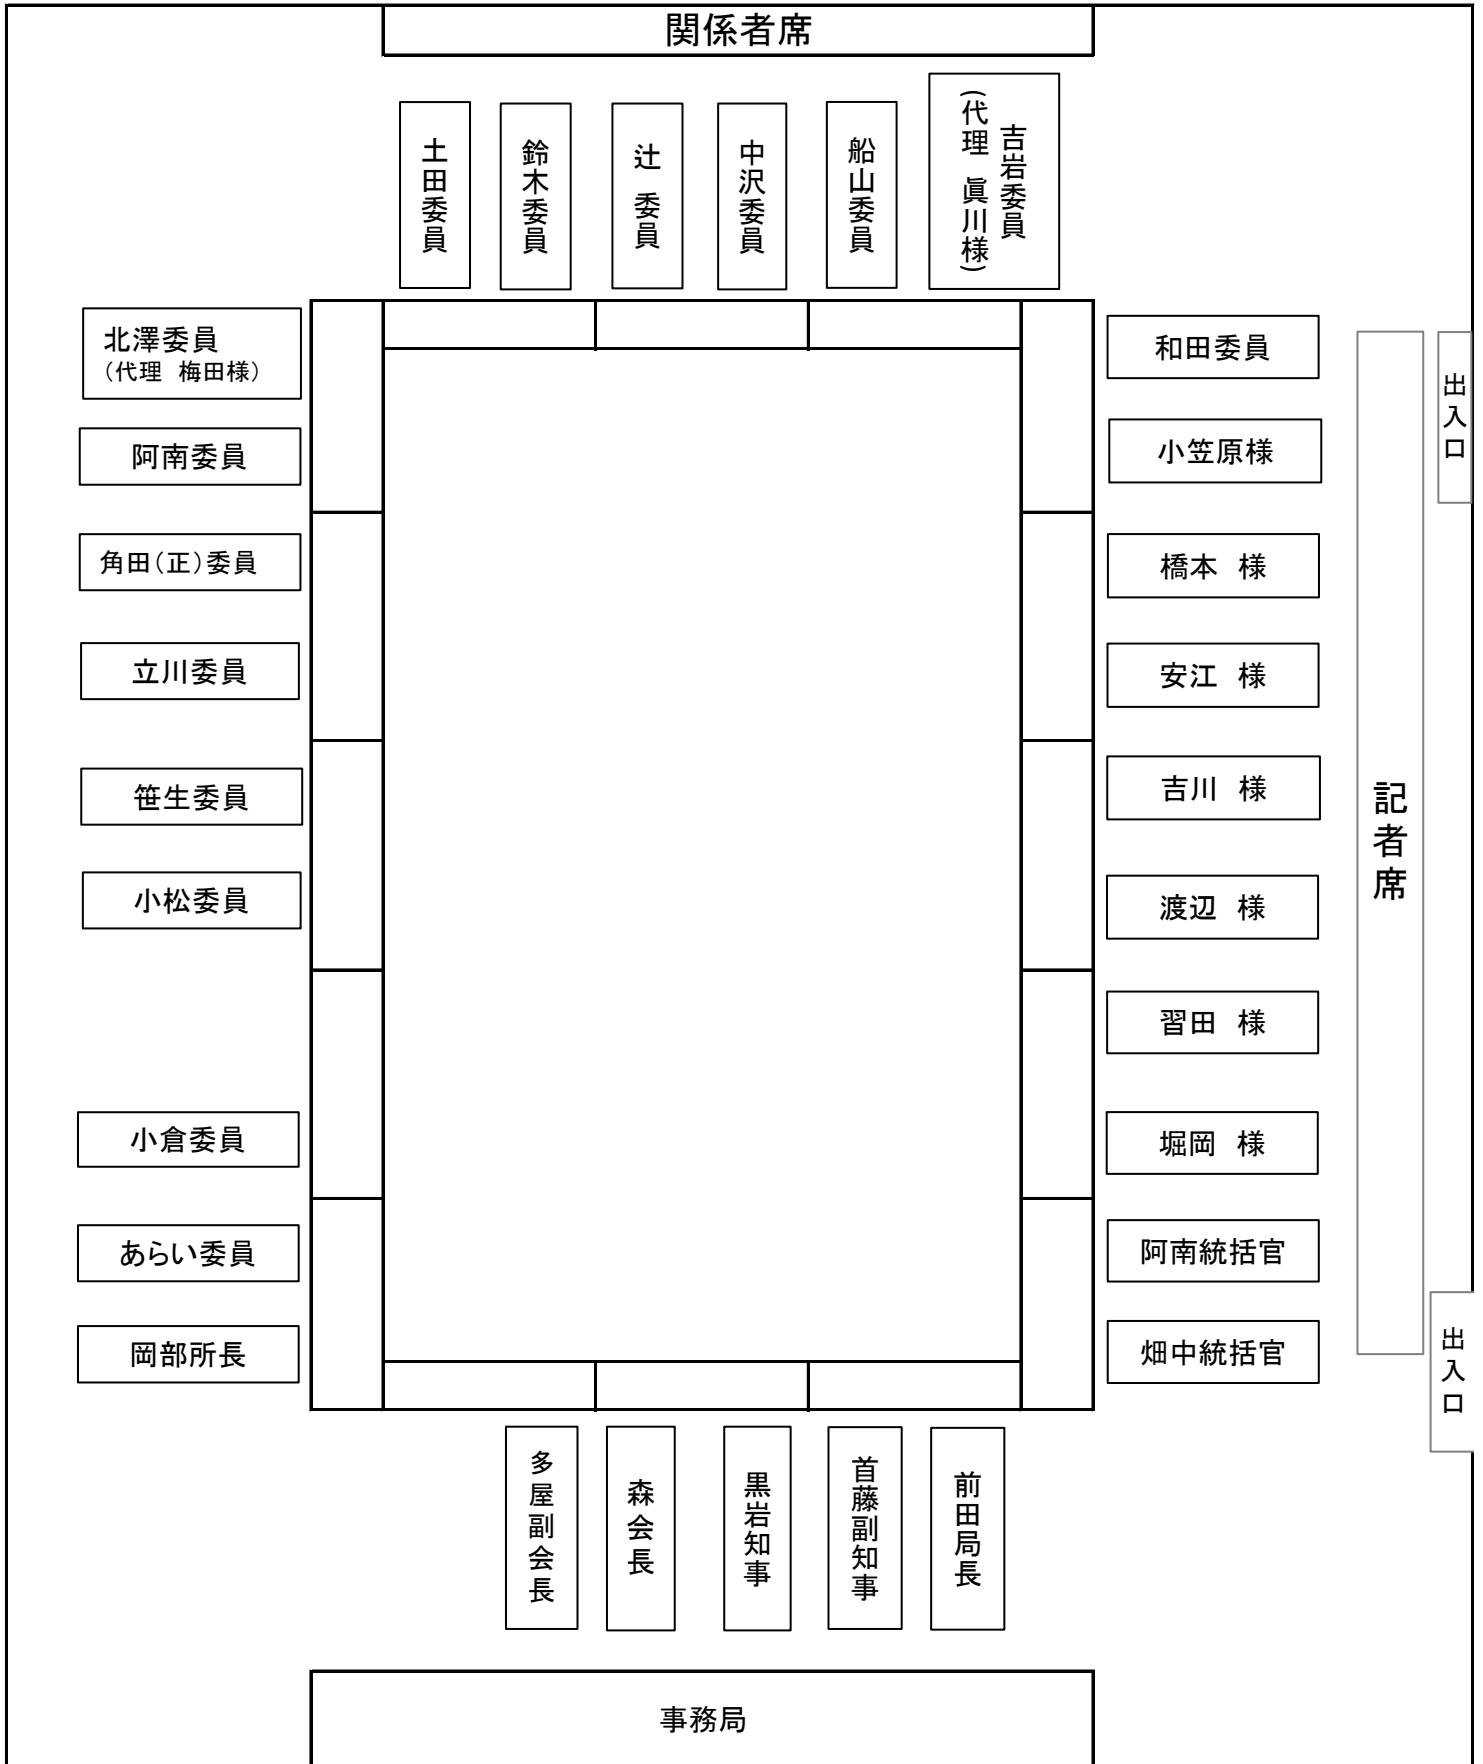 関係者席
土田委員
鈴木委員
辻　委員
中沢委員
船山委員
吉岩委員
(代理　眞川様)
北澤委員
（代理　梅田様）
阿南委員
角田（正）委員
立川委員
笹生委員
小松委員
小倉委員
あらい委員
岡部所長
和田委員
小笠原様
橋本　様
安江　様
吉川　様
渡辺　様
習田　様
堀岡　様
阿南統括官
畑中統括官
記者席
出入口
出入口
多屋副会長
森会長
黒岩知事
首藤副知事
前田局長
事務局